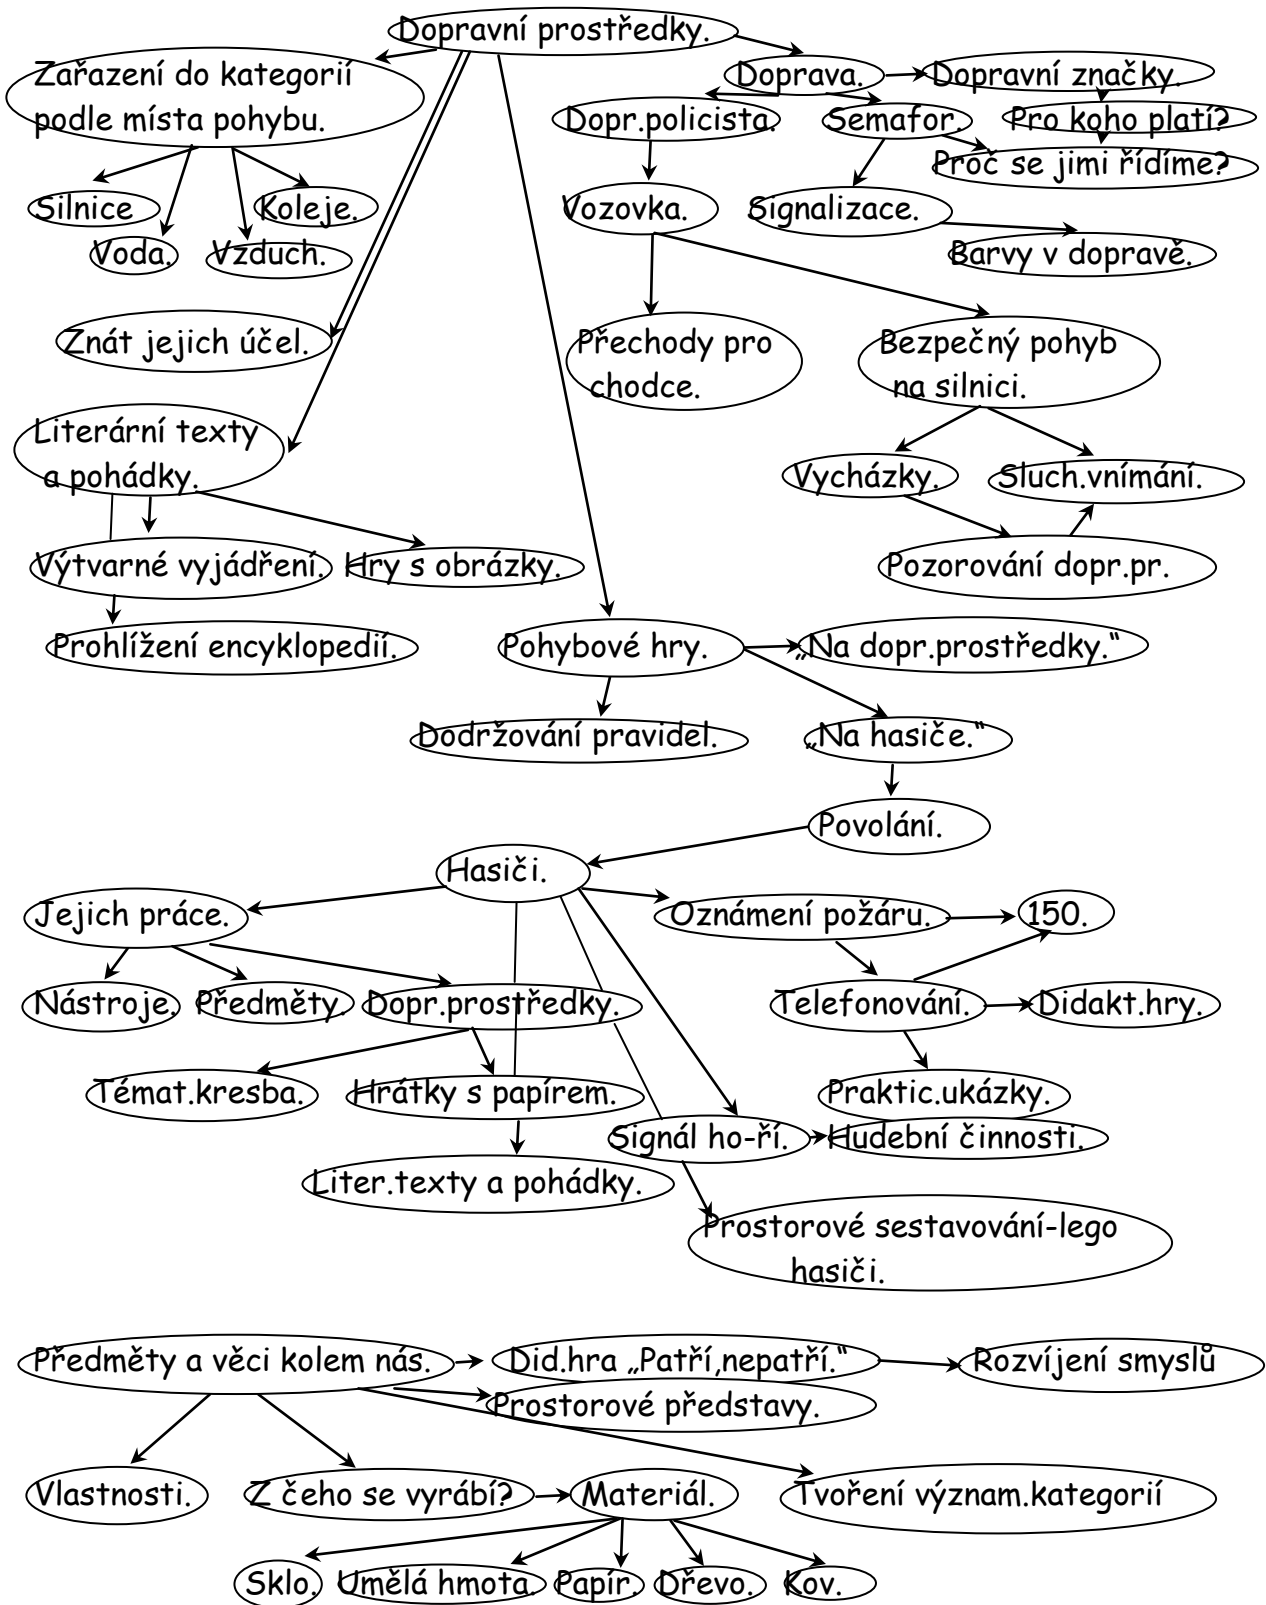 Dopravní prostředky.
Zařazení do kategorií
podle místa pohybu.
Doprava.
Dopravní značky.
Dopr.policista.
Semafor.
Pro koho platí?
Proč se jimi řídíme?
Silnice
Koleje.
Vozovka.
Signalizace.
Voda.
Vzduch.
Barvy v dopravě.
Znát jejich účel.
Přechody pro
chodce.
Bezpečný pohyb
na silnici.
Literární texty
a pohádky.
Vycházky.
Sluch.vnímání.
Výtvarné vyjádření.
Hry s obrázky.
Pozorování dopr.pr.
Prohlížení encyklopedií.
Pohybové hry.
„Na dopr.prostředky.“
Dodržování pravidel.
„Na hasiče.“
Povolání.
Hasiči.
Jejich práce.
Oznámení požáru.
150.
Nástroje.
Předměty.
Dopr.prostředky.
Telefonování.
Didakt.hry.
Témat.kresba.
Hrátky s papírem.
Praktic.ukázky.
Signál ho-ří.
Hudební činnosti.
Liter.texty a pohádky.
Prostorové sestavování-lego
hasiči.
Předměty a věci kolem nás.
Did.hra „Patří,nepatří.“
Rozvíjení smyslů
Prostorové představy.
Vlastnosti.
Z čeho se vyrábí?
Materiál.
Tvoření význam.kategorií
Sklo.
Umělá hmota.
Papír.
Dřevo.
Kov.